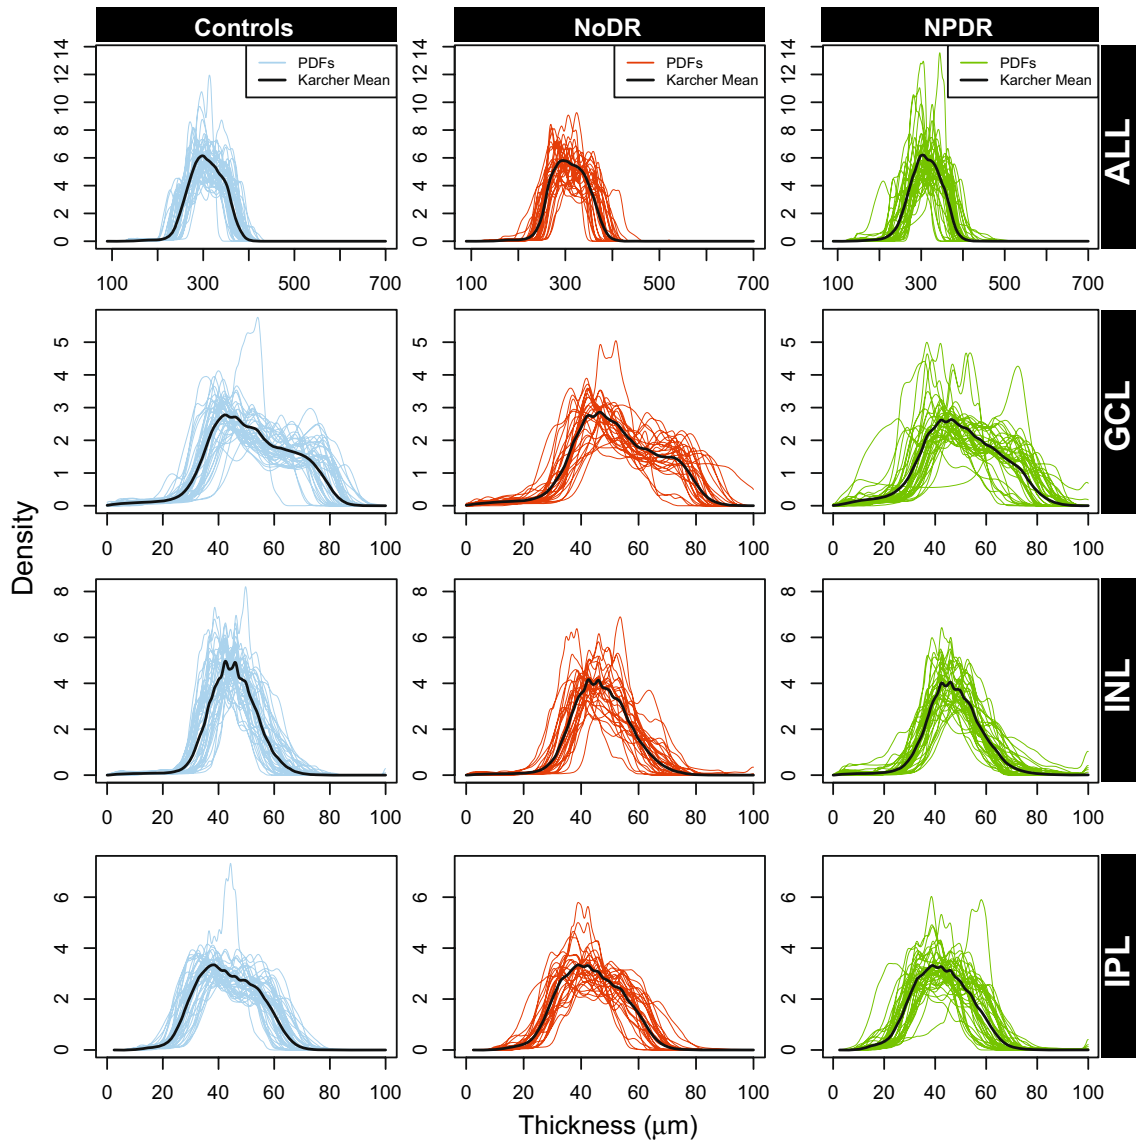 Controls NoDR NPDR
PDFs
Karcher Mean
PDFs
Karcher Mean
PDFs
Karcher Mean
ALL
0 2 4 6 8 10 12 14
0 2 4 6 8 10 12 14
0 2 4 6 8 10 12 14
100 300 500 700
100 300 500 700
100 300 500 700
GCL
0 1 2 3 4 5
0 1 2 3 4 5
0 1 2 3 4 5
0 20 40 60 80 100
0 20 40 60 80 100
0 20 40 60 80 100
Density
INL
0 2 4 6 8
0 2 4 6 8
0 2 4 6 8
0 20 40 60 80 100
0 20 40 60 80 100
0 20 40 60 80 100
IPL
0 2 4 6
0 2 4 6
0 2 4 6
0 20 40 60 80 100
0 20 40 60 80 100
0 20 40 60 80 100
Thickness (μm)